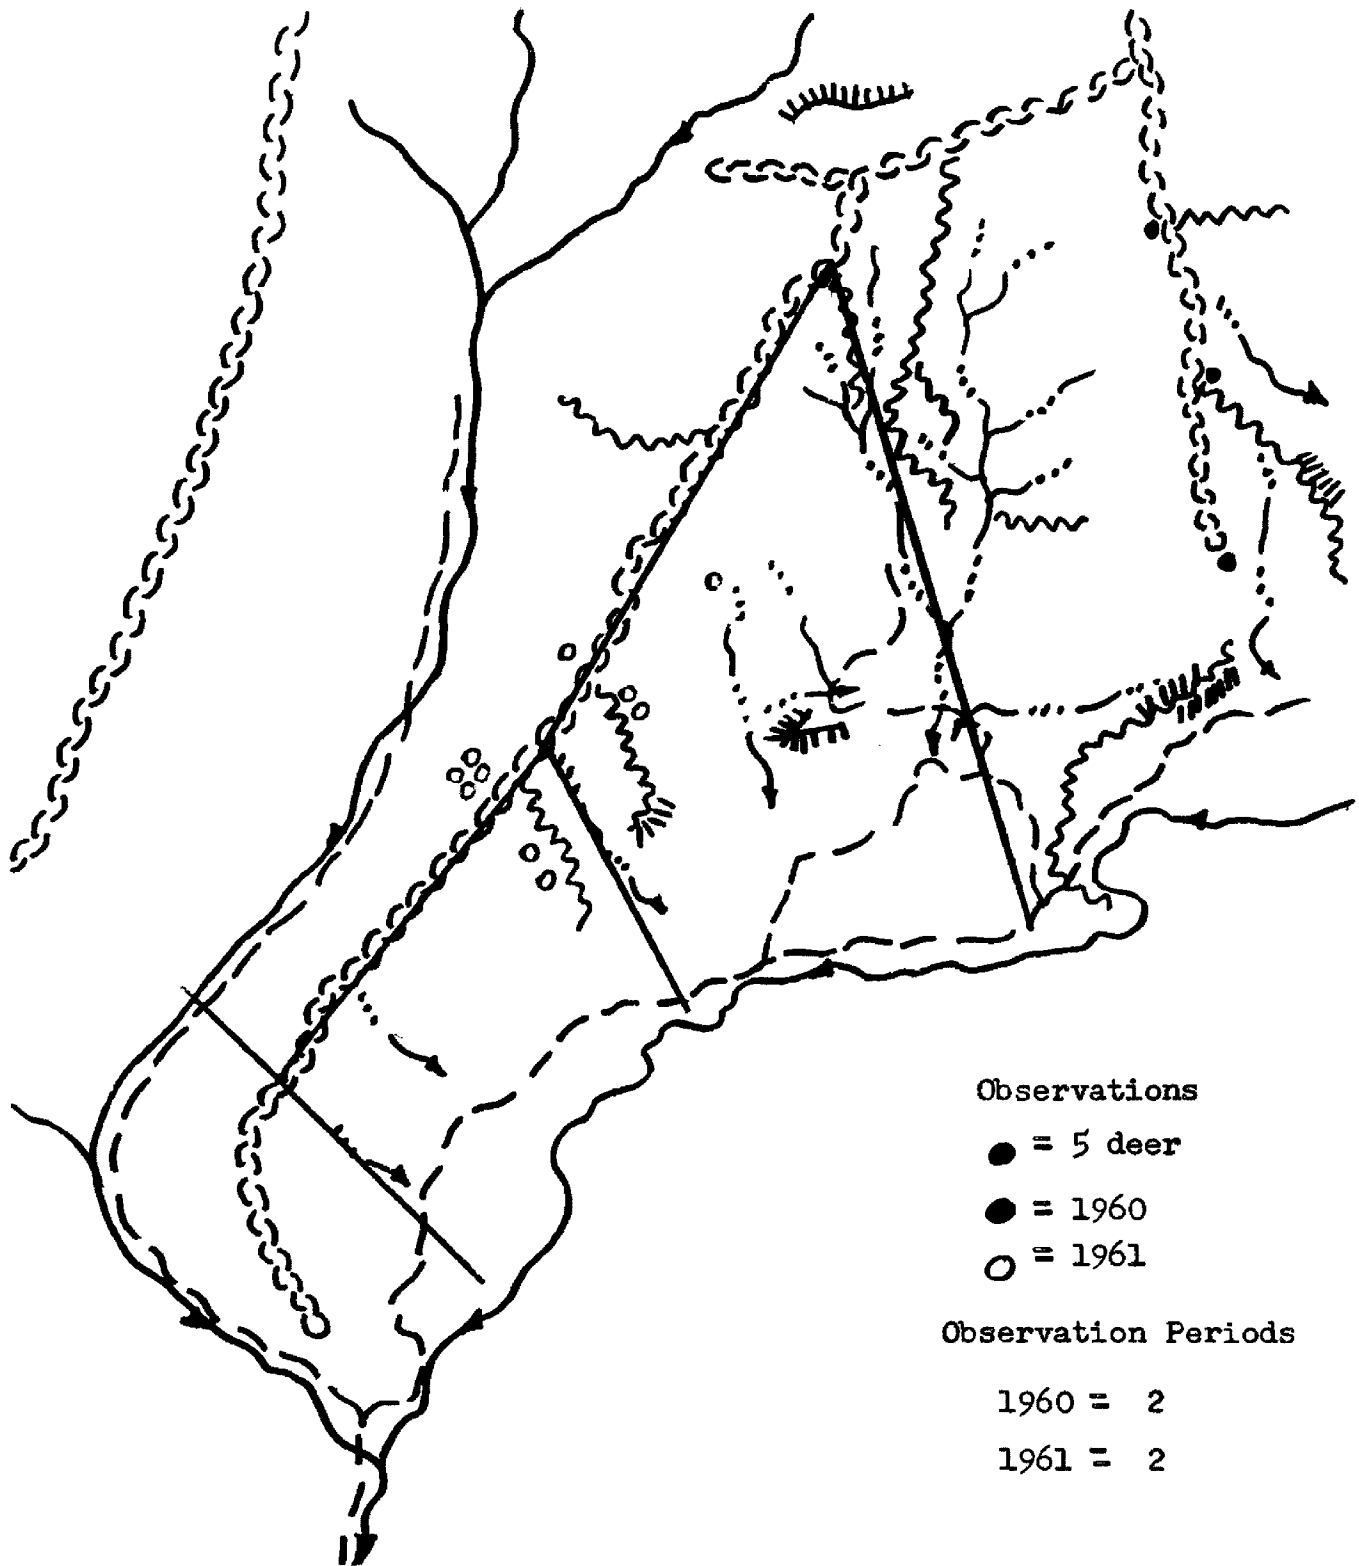 Observations
= 5 deer
= 1960
= 1961
Observation Periods
1960 = 2
1961 = 2